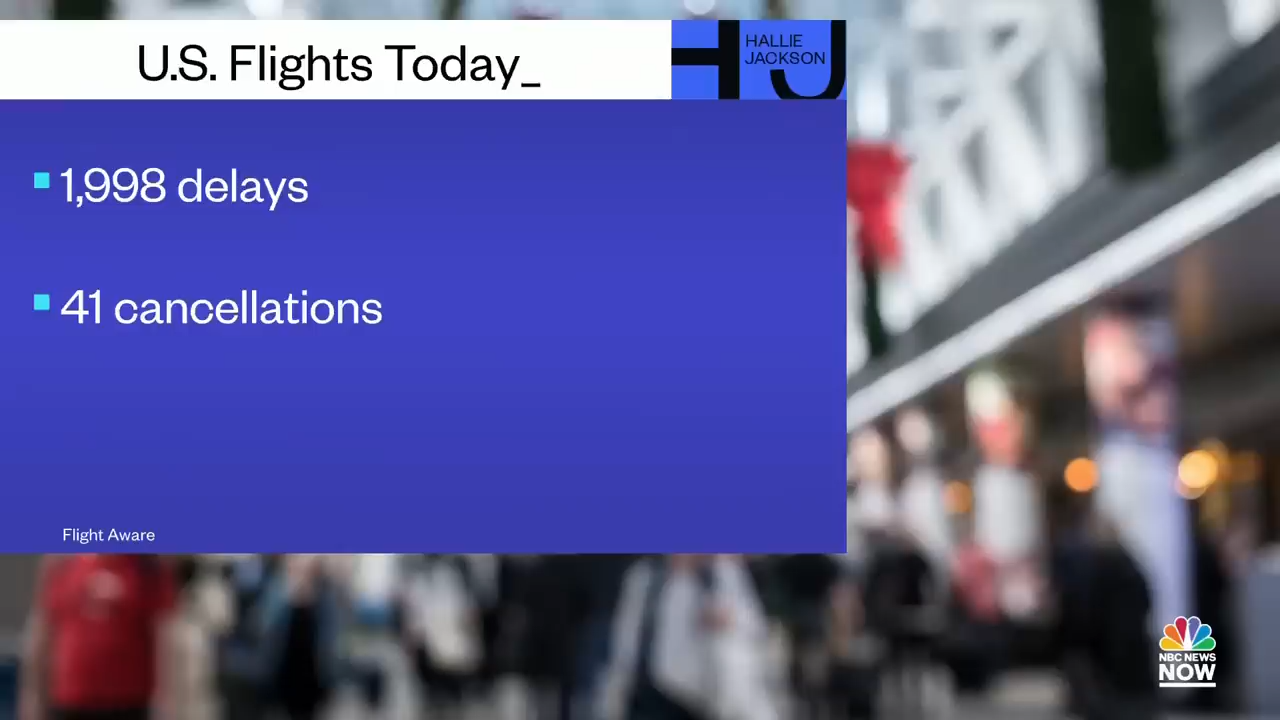 U.S. Flights Today_
HALLIE
JACKSON
1,998 delays
41 cancellations
Flight Aware
NBC NEWS
NOW